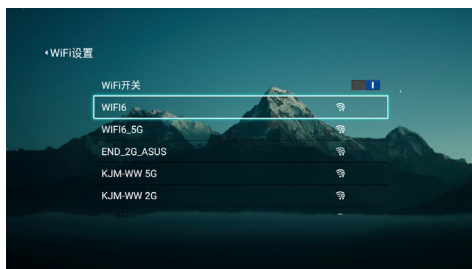 WiFi设置
WiFi开关
WIFI6
WIFI6_5G
END_2G_ASUS
KJM-WW 5G
KJM-WW 2G